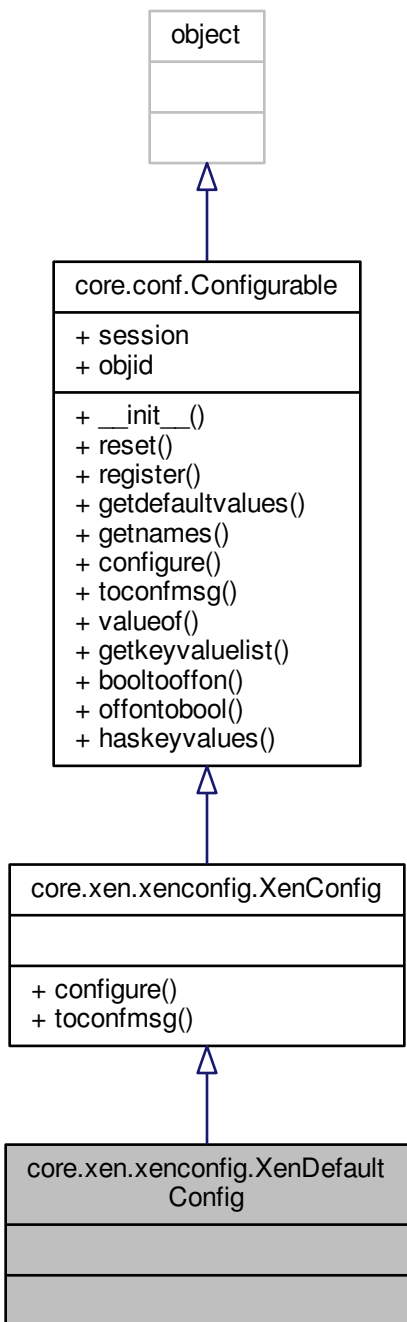 object
core.conf.Configurable
+ session
+ objid
+ __init__()
+ reset()
+ register()
+ getdefaultvalues()
+ getnames()
+ configure()
+ toconfmsg()
+ valueof()
+ getkeyvaluelist()
+ booltooffon()
+ offontobool()
+ haskeyvalues()
core.xen.xenconfig.XenConfig
+ configure()
+ toconfmsg()
core.xen.xenconfig.XenDefault
Config